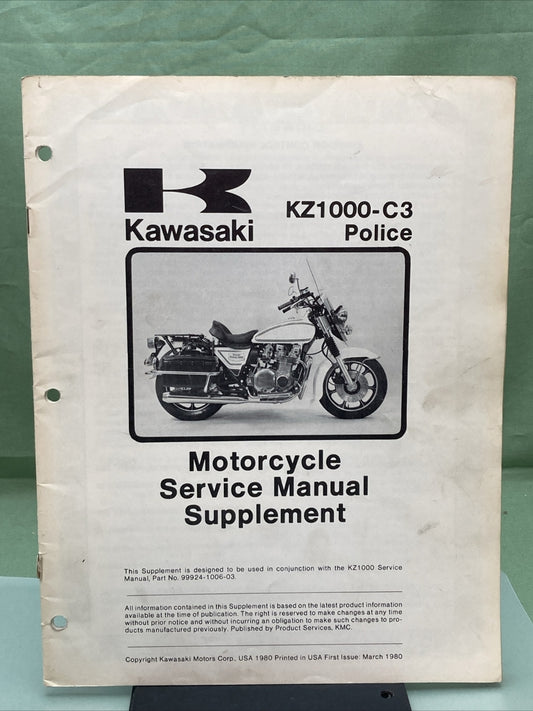 KZ1000-C3
Kawasaki Police
Motorcycle
Service Manual
Supplement
This Supplement is designed to be used in conjunction with the KZ1000 Service
Manual, Part No. 99924-1006-03.
All information contained in this Supplement is based on the latest product information
available at the time of publication. The right is reserved to make changes at any time
without prior notice and without incurring an obligation to make such changes to pro-
ducts manufactured previously. Published by Product Services, KMC.
Copyright Kawasaki Motors Corp., USA 1980 Printed in USA First Issue: March 1980